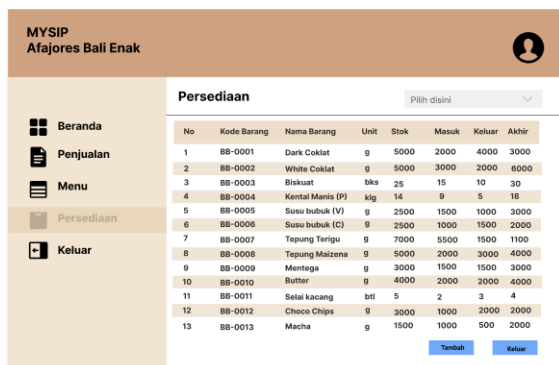 MYSIP
Afajores Bali Enak
Persediaan
Pilih disini
Beranda
Penjualan
Menu
Persediaan
Keluar
No Kode Barang Nama Barang Unit Stok Masuk Keluar Akhir
1 BB-0001 Dark Coklat g 5000 2000 4000 3000
2 BB-0002 White Coklat g 5000 3000 2000 6000
3 BB-0003 Biskuat bks 25 15 10 30
4 BB-0004 Kental Manis (P) klg 14 9 5 18
5 BB-0005 Susu bubuk (V) g 2500 1500 1000 3000
6 BB-0006 Susu bubuk (C) g 2500 1000 1500 2000
7 BB-0007 Tepung Terigu g 7000 5500 1500 1100
8 BB-0008 Tepung Maizena g 5000 2000 3000 4000
9 BB-0009 Mentega g 3000 1500 1500 3000
10 BB-0010 Butter g 4000 2000 2000 4000
11 BB-0011 Selai kacang btl 5 2 3 4
12 BB-0012 Choco Chips g 3000 1000 2000 2000
13 BB-0013 Macha g 1500 1000 500 2000
Tambah Keluar